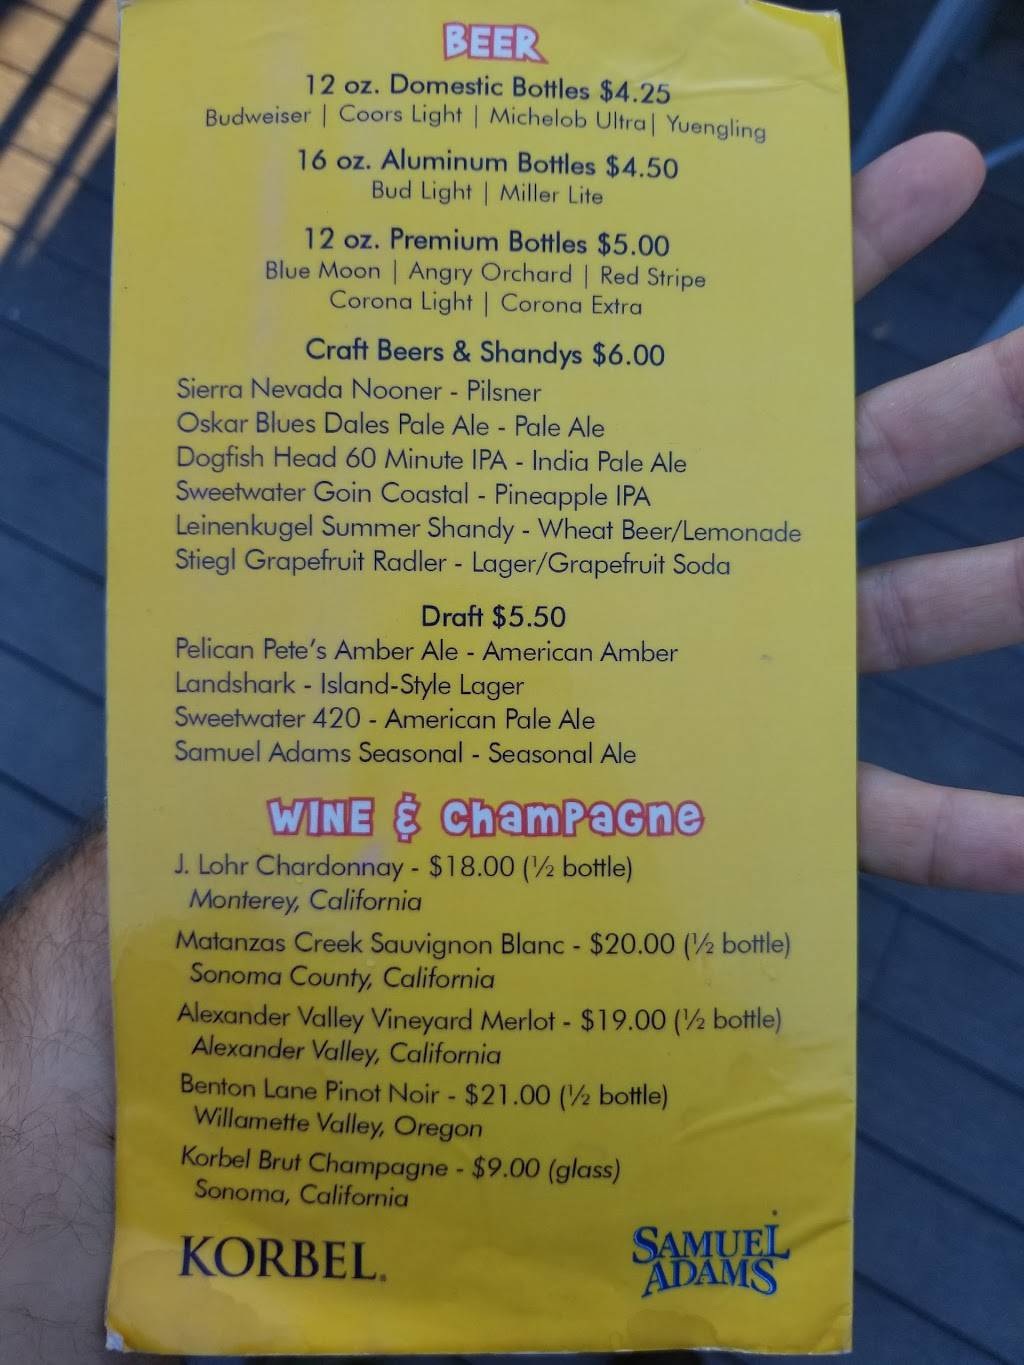 BEER
12 oz. Domestic Bottles $4.25
Budweiser | Coors Light | Michelob Ultra| Yuengling
16 oz. Aluminum Bottles $4.50
Bud Light | Miller Lite
12 oz. Premium Bottles $5.00
Blue Moon | Angry Orchard | Red Stripe
Corona Light | Corona Extra
Craft Beers & Shandys $6.00
Sierra Nevada Nooner - Pilsner
Oskar Blues Dales Pale Ale - Pale Ale
Dogfish Head 60 Minute IPA - India Pale Ale
Sweetwater Goin Coastal - Pineapple IPA
Leinenkugel Summer Shandy - Wheat Beer/Lemonade
Stiegl Grapefruit Radler - Lager/Grapefruit Soda
Draft $5.50
Pelican Pete's Amber Ale - American Amber
Landshark - Island-Style Lager
Sweetwater 420 - American Pale Ale
Samuel Adams Seasonal - Seasonal Ale
WINE & Champagne
J. Lohr Chardonnay - $18.00 (½ bottle)
Monterey, California
Matanzas Creek Sauvignon Blanc - $20.00 (½ bottle)
Sonoma County, California
Alexander Valley Vineyard Merlot - $19.00 (½ bottle)
Alexander Valley, California
Benton Lane Pinot Noir - $21.00 (½ bottle)
Willamette Valley, Oregon
Korbel Brut Champagne - $9.00 (glass)
Sonoma, California
KORBEL®
SAMUEL
ADAMS